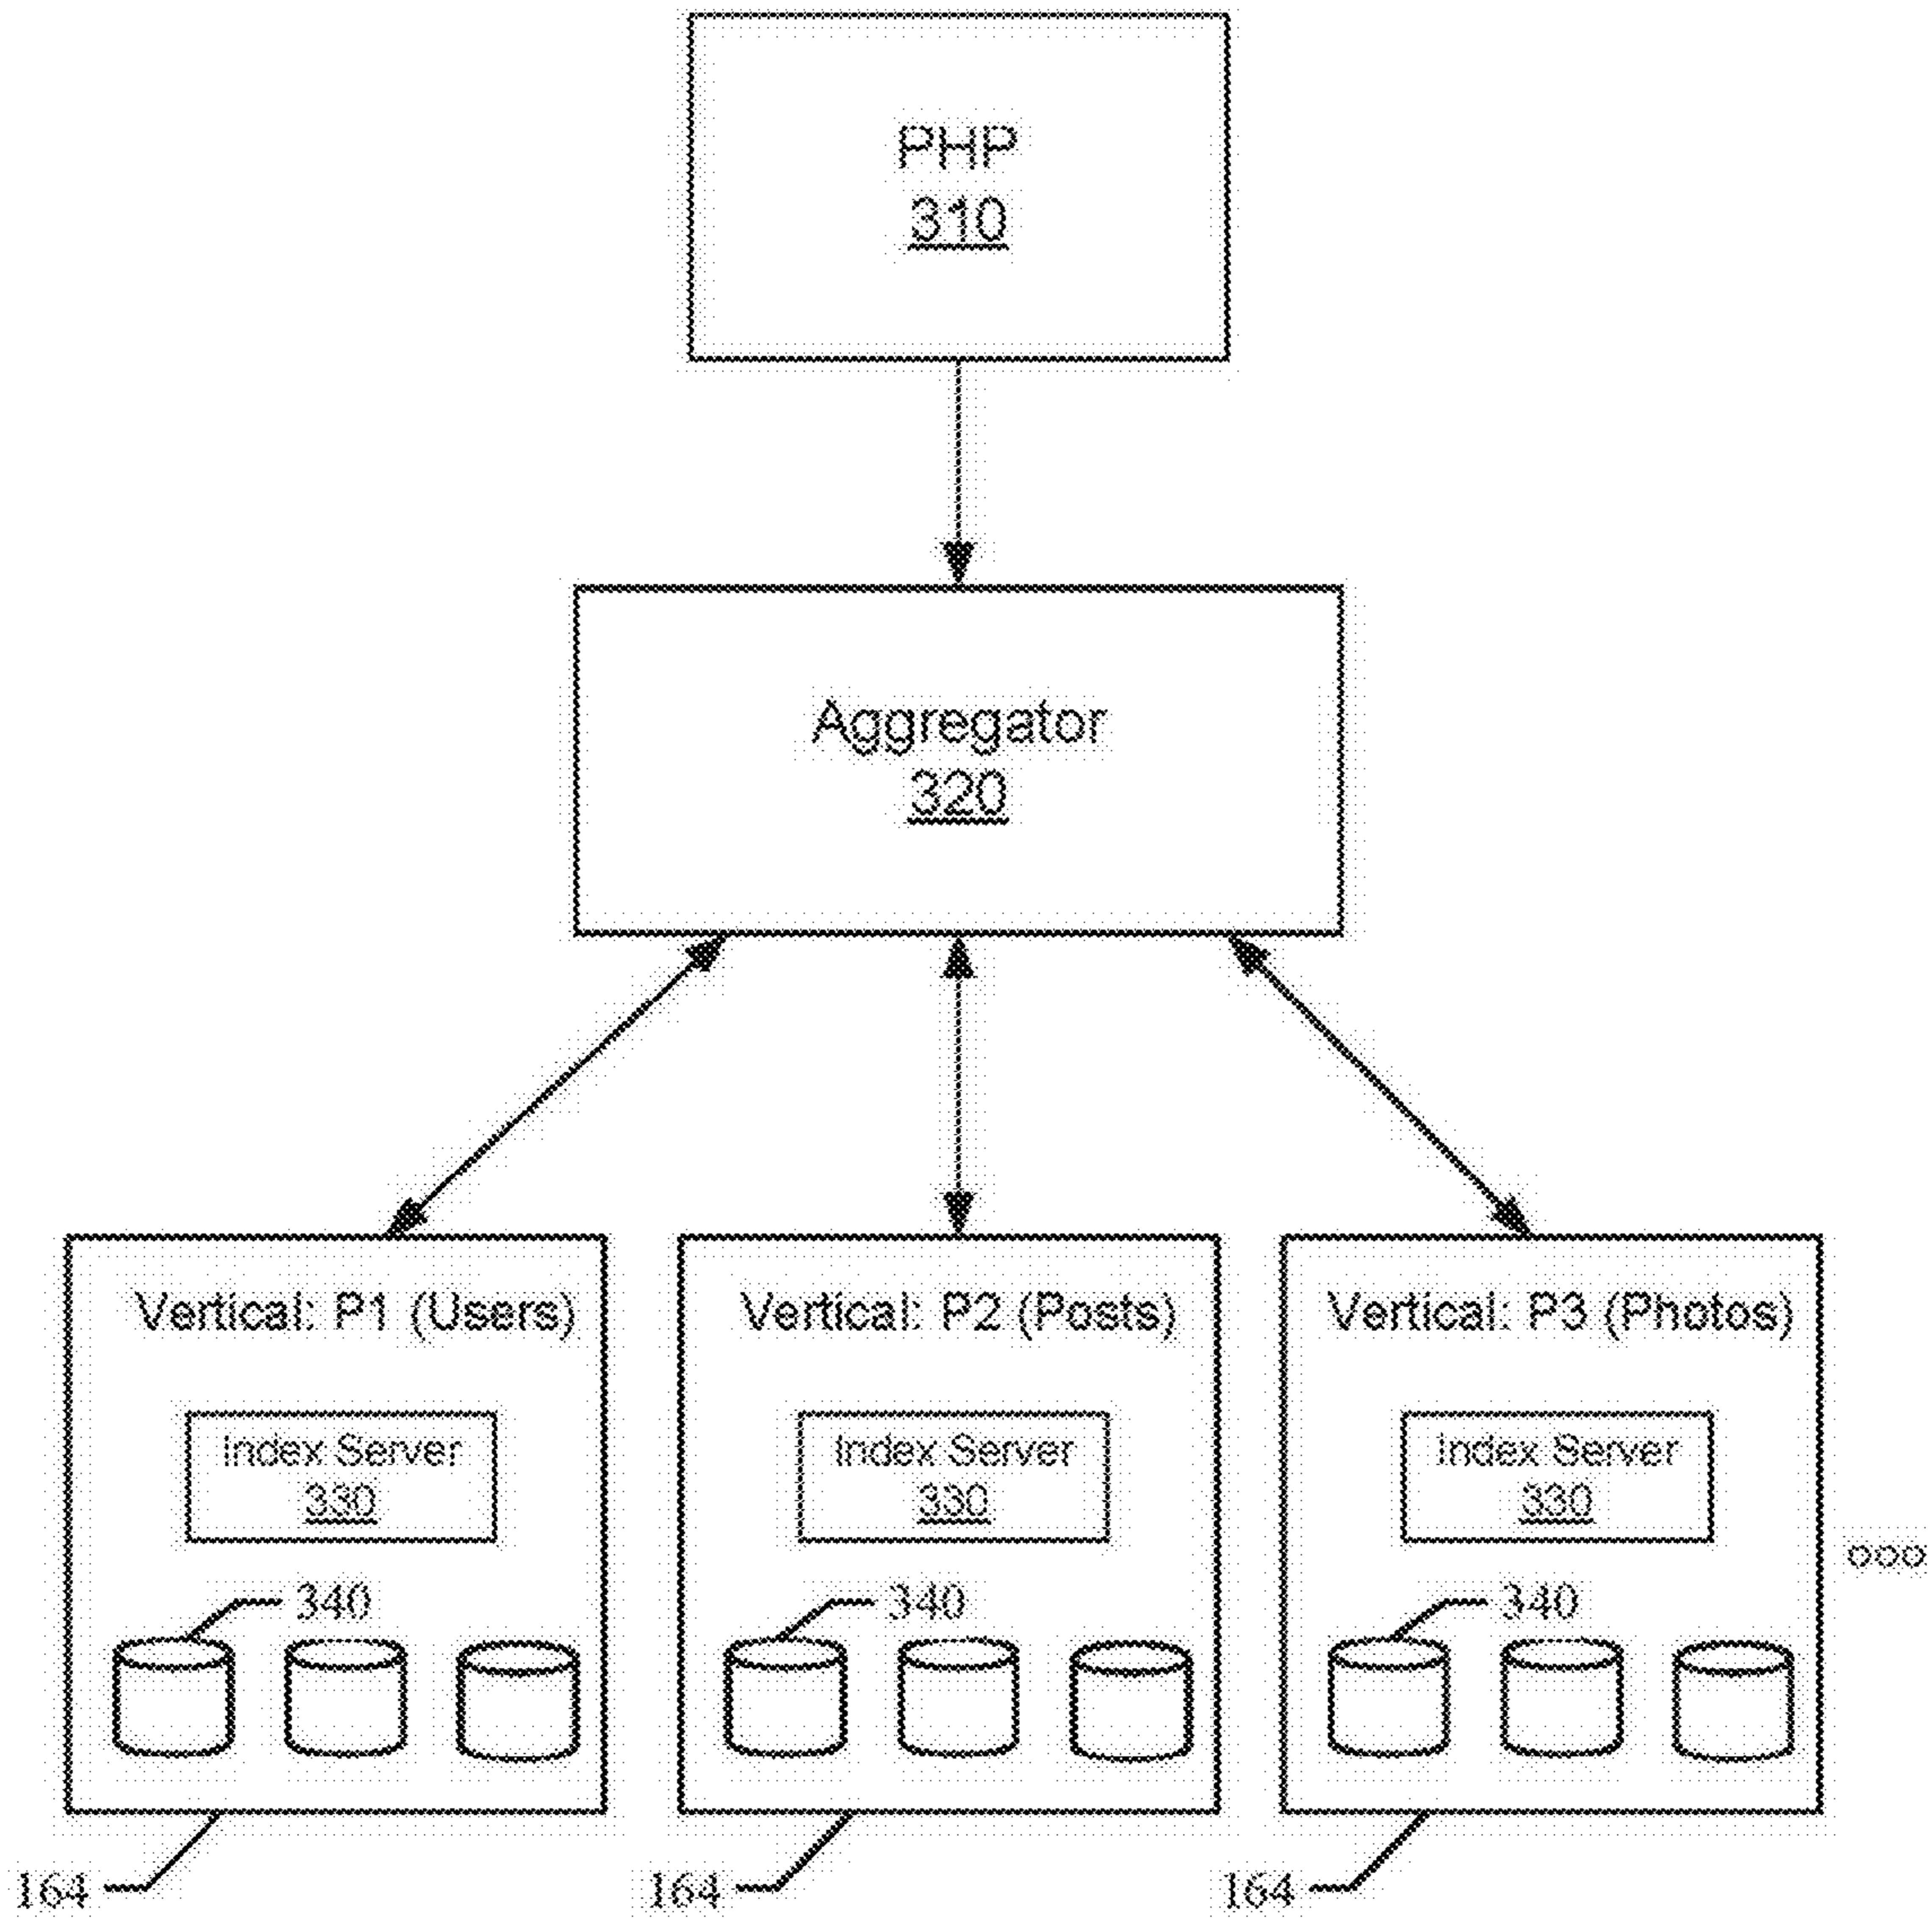 PHP
310
Aggregator
320
Vertical: P1 (Users)
Index Server
330
340
164
Vertical: P2 (Posts)
Index Server
330
340
164
Vertical: P3 (Photos)
Index Server
330
340
164
ooo